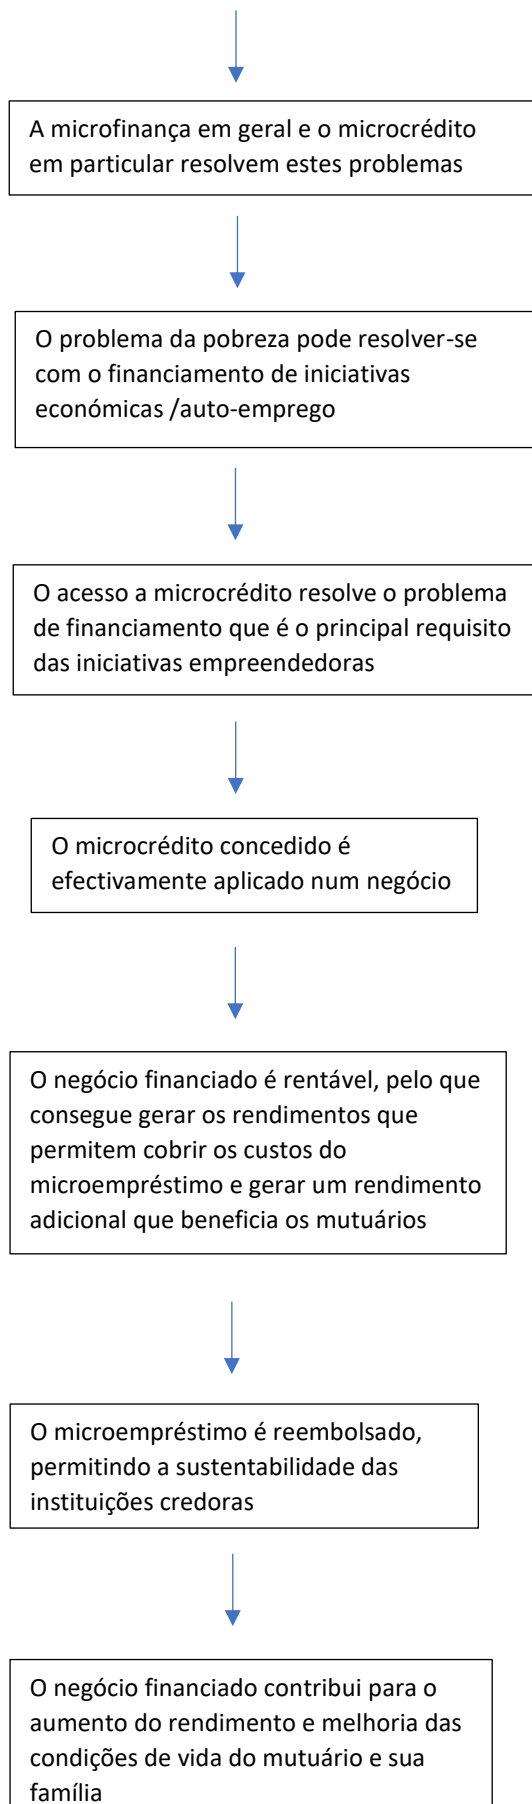 A microfinança em geral e o microcrédito
em particular resolvem estes problemas
O problema da pobreza pode resolver-se
com o financiamento de iniciativas
económicas /auto-emprego
O acesso a microcrédito resolve o problema
de financiamento que é o principal requisito
das iniciativas empreendedoras
O microcrédito concedido é
efectivamente aplicado num negócio
O negócio financiado é rentável, pelo que
consegue gerar os rendimentos que
permitem cobrir os custos do
microempréstimo e gerar um rendimento
adicional que beneficia os mutuários
O microempréstimo é reembolsado,
permitindo a sustentabilidade das
instituições credoras
O negócio financiado contribui para o
aumento do rendimento e melhoria das
condições de vida do mutuário e sua
família